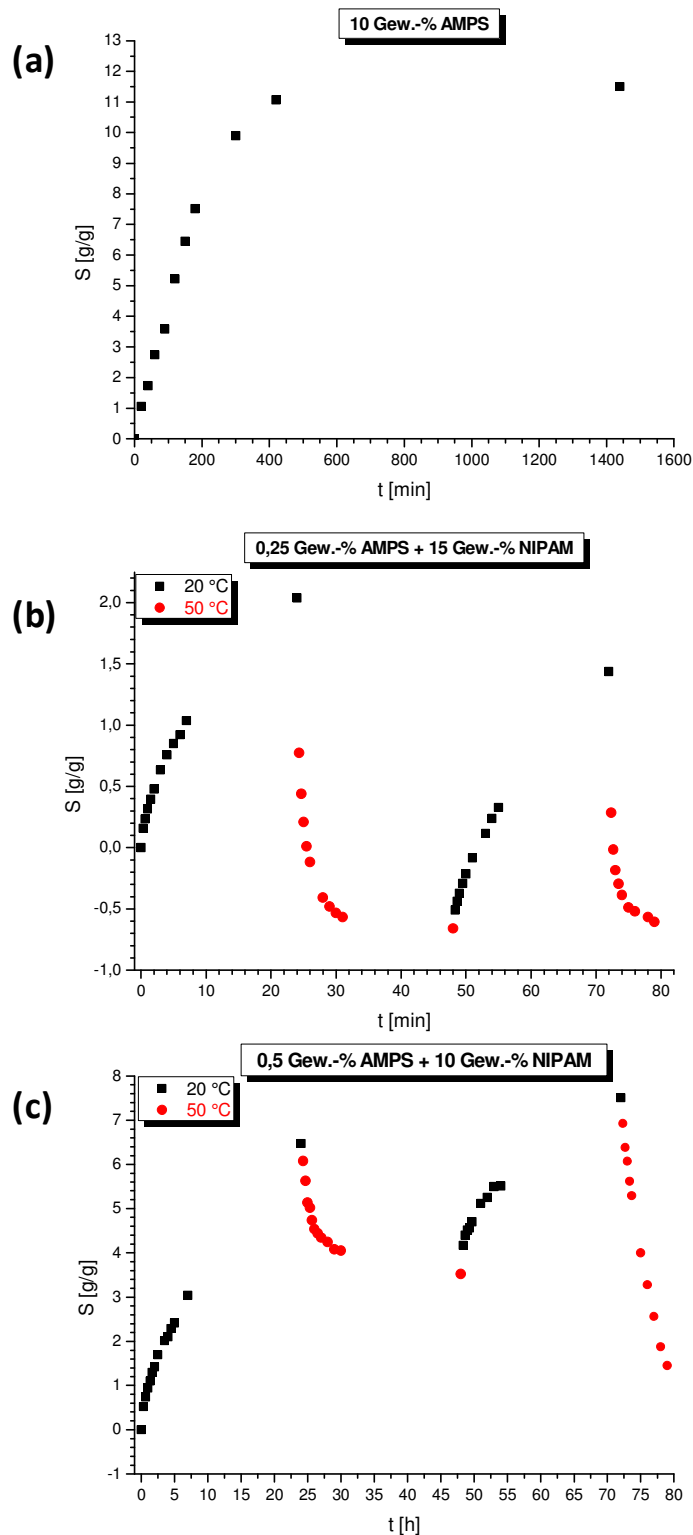 10 Gew.-% AMPS
(a)
13
12
11
10
9
8
7
6
5
4
3
2
1
0
S [g/g]
0 200 400 600 800 1000 1200 1400 1600
t [min]
0,25 Gew.-% AMPS + 15 Gew.-% NIPAM
(b)
20 °C
50 °C
2,0
1,5
1,0
0,5
0,0
-0,5
-1,0
S [g/g]
0 10 20 30 40 50 60 70 80
t [min]
0,5 Gew.-% AMPS + 10 Gew.-% NIPAM
(c)
20 °C
50 °C
8
7
6
5
4
3
2
1
0
-1
S [g/g]
0 5 10 15 20 25 30 35 40 45 50 55 60 65 70 75 80
t [h]